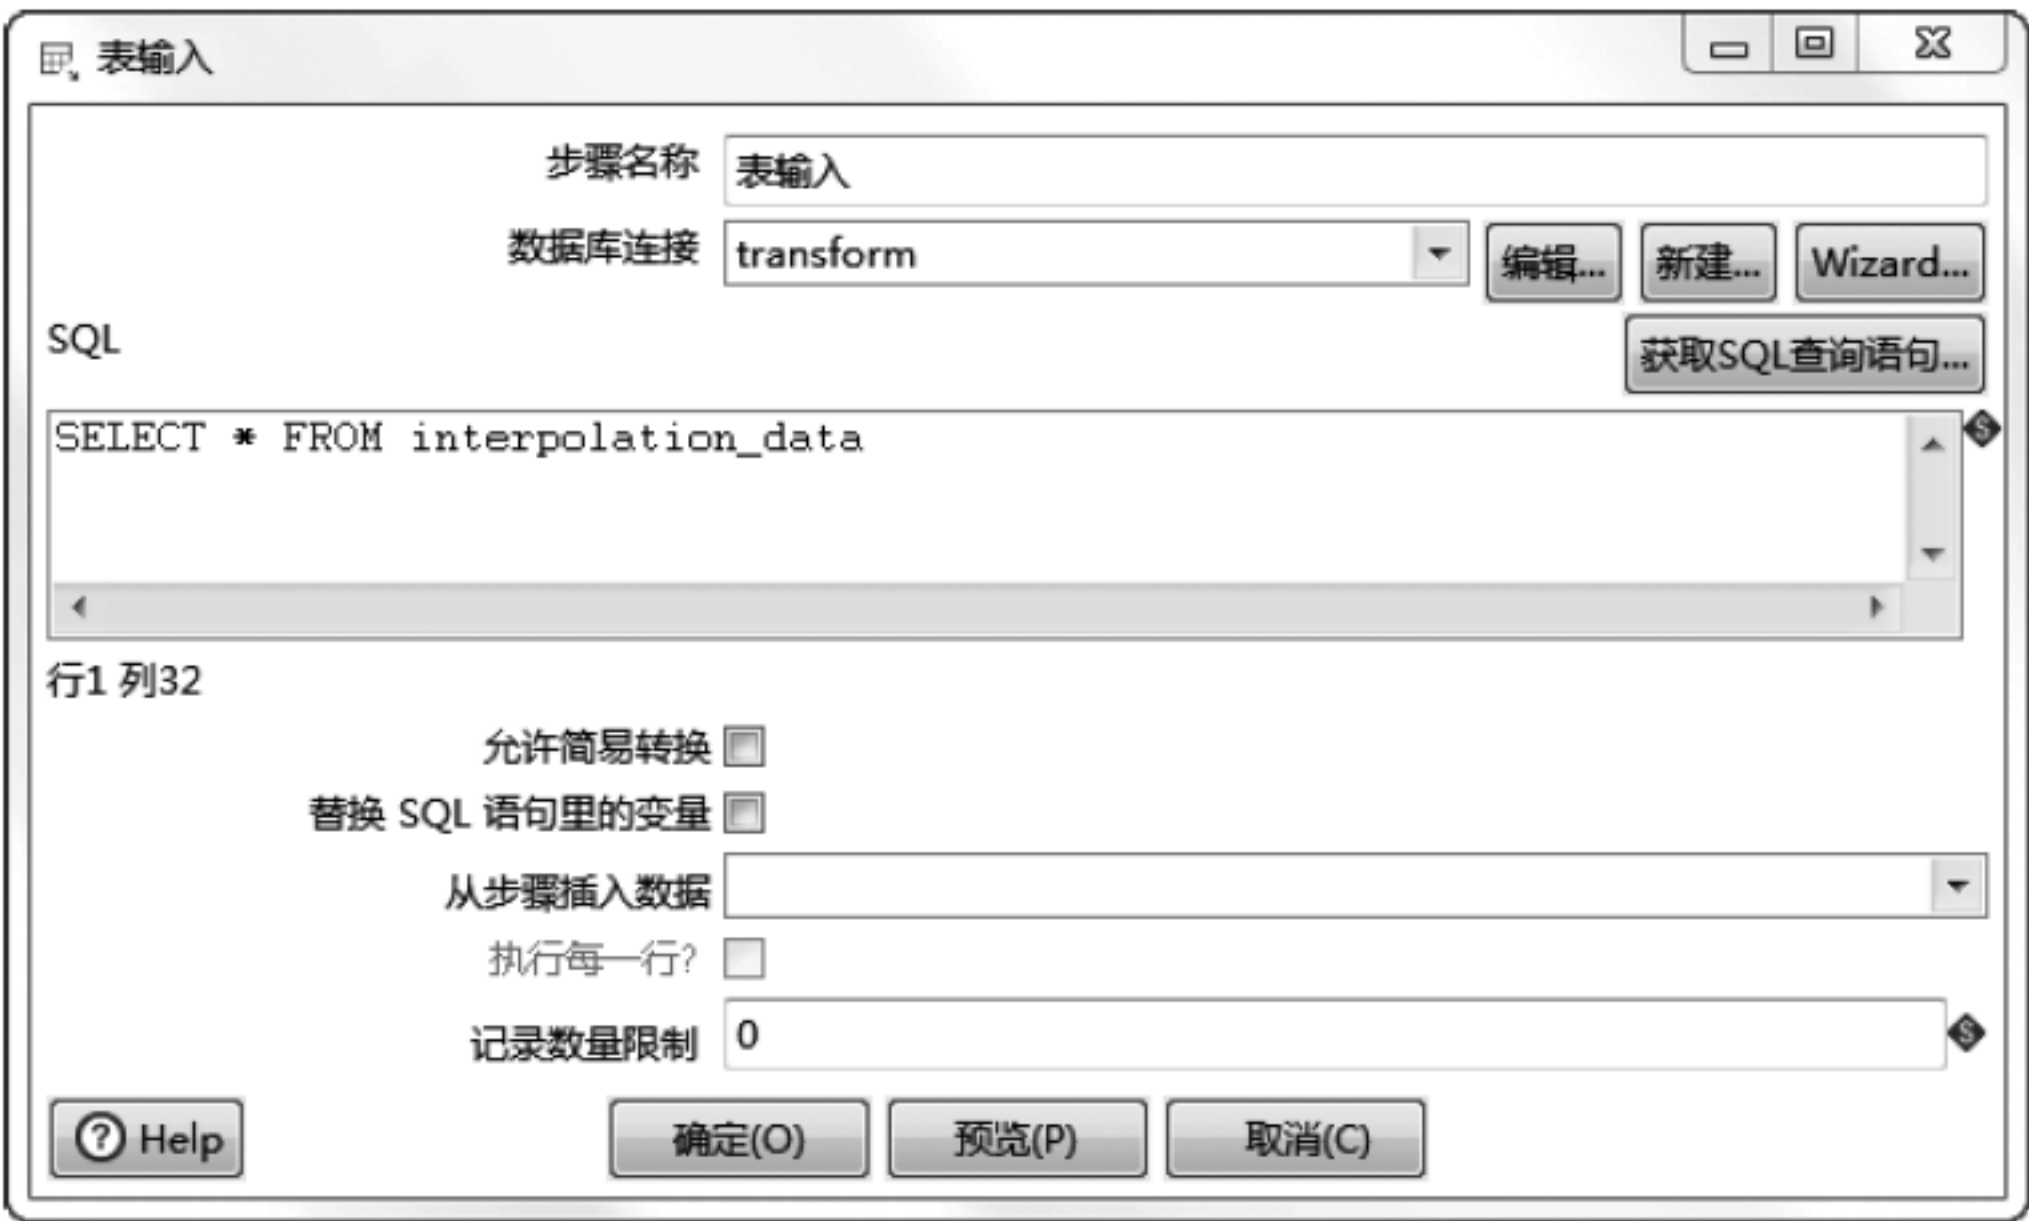 表输入
步骤名称 表输入
数据库连接 transform 编辑... 新建... Wizard...
SQL 获取SQL查询语句...
SELECT * FROM interpolation_data
行1 列32
允许简易转换
替换 SQL 语句里的变量
从步骤插入数据
执行每一行?
记录数量限制 0
Help 确定(O) 预览(P) 取消(C)